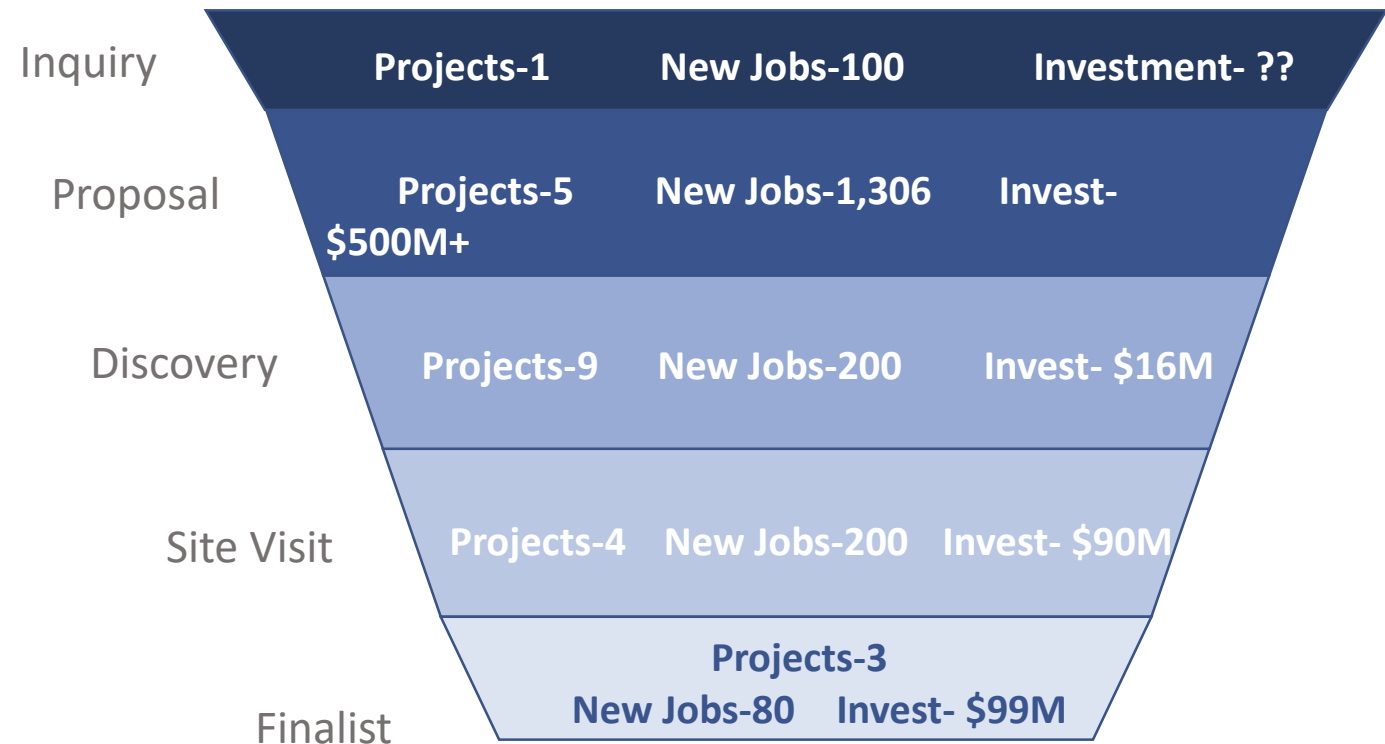 Inquiry Projects-1 New Jobs-100 Investment- ??
Proposal Projects-5 New Jobs-1,306 Invest-
$500M+
Discovery Projects-9 New Jobs-200 Invest- $16M
Site Visit Projects-4 New Jobs-200 Invest- $90M
Projects-3
New Jobs-80 Invest- $99M
Finalist